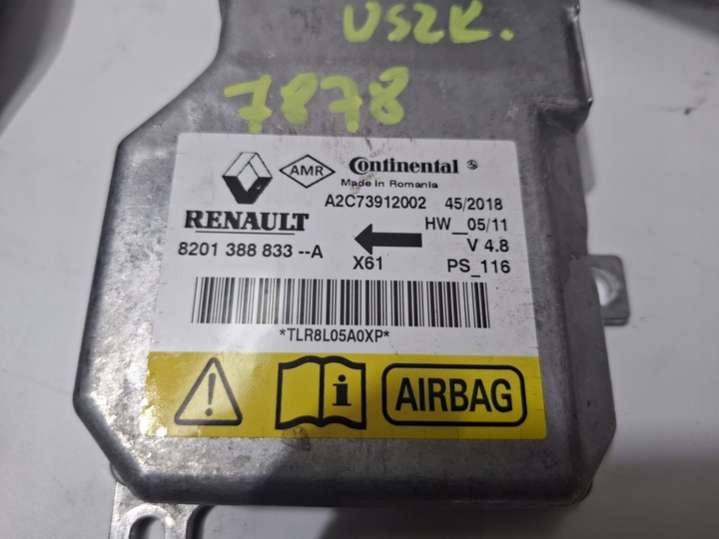 USZK.
7878
AMR Continental S
Made in Romania
RENAULT A2C73912002 45/2018
HW__05/11
8201 388 833 --A V 4.8
X61 PS_116
*TLR8L05A0XP*
AIRBAG